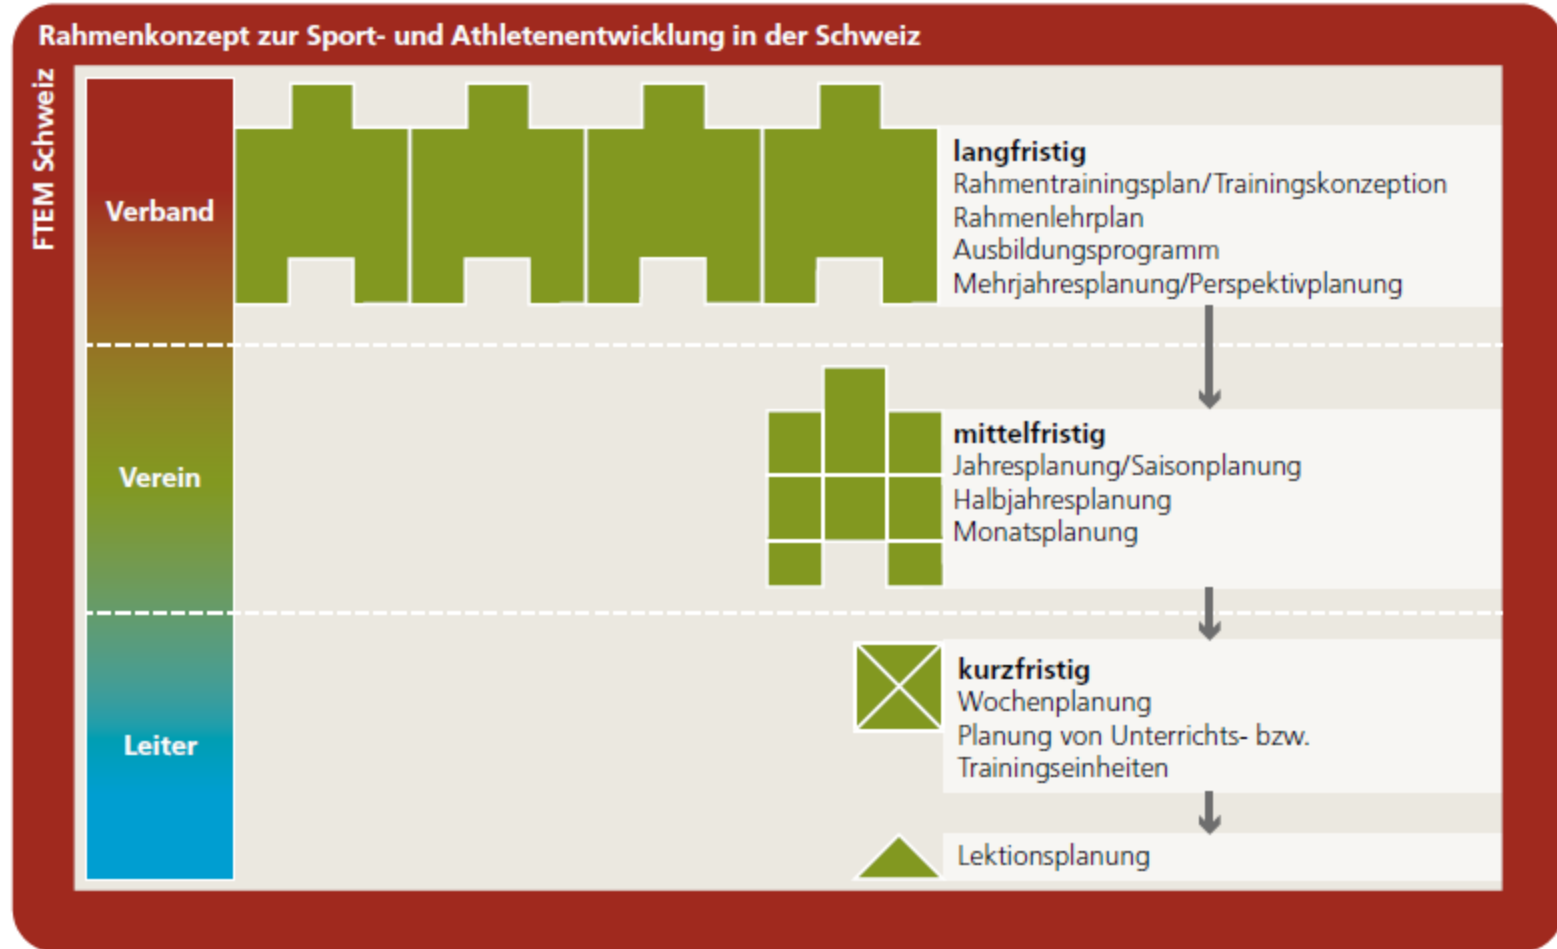 Rahmenkonzept zur Sport- und Athletenentwicklung in der Schweiz
FTEM Schweiz
Verband
langfristig
Rahmentrainingsplan/Trainingskonzeption
Rahmenlehrplan
Ausbildungsprogramm
Mehrjahresplanung/Perspektivplanung
Verein
mittelfristig
Jahresplanung/Saisonplanung
Halbjahresplanung
Monatsplanung
Leiter
kurzfristig
Wochenplanung
Planung von Unterrichts- bzw.
Trainingseinheiten
Lektionsplanung